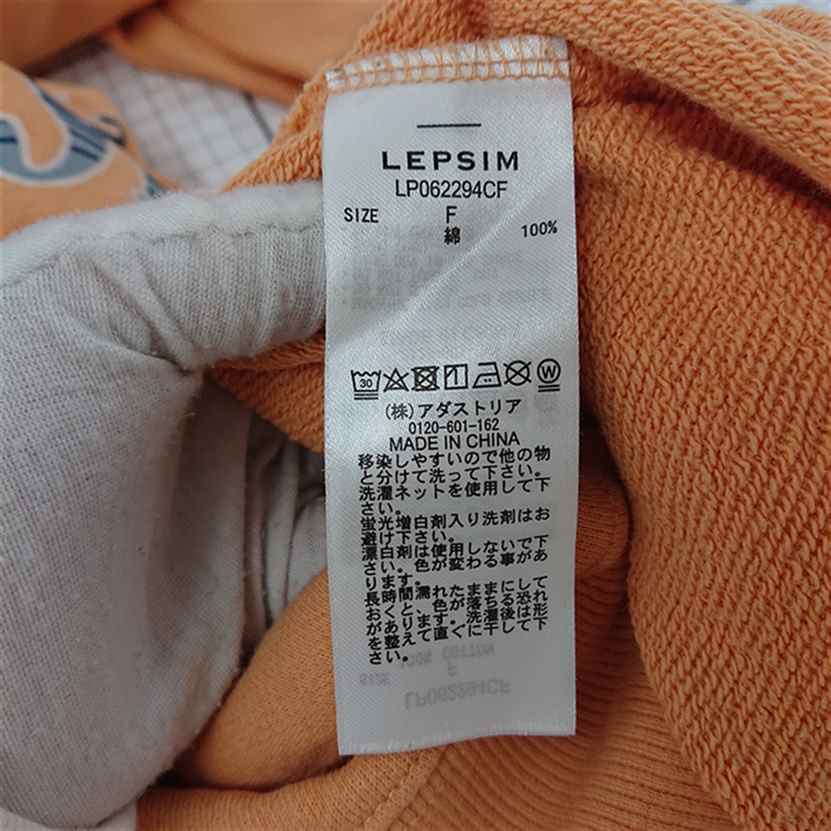 LEPSIM
LP062294CF
SIZE F
綿 100%
30 W
(株)アダストリア
0120-601-162
MADE IN CHINA
移染しやすいので他の物
と分けて洗って下さい。
洗濯ネットを使用して下
さい。
蛍光増白剤入り洗剤はお
避け下さい。
漂白剤は使用しないで下
さい。色が変わる事があ
ります。
長時間濡れたままにして
おくと、色が落ちる恐れ
があります。洗濯後は形
を整えて直ぐに干して下
さい。